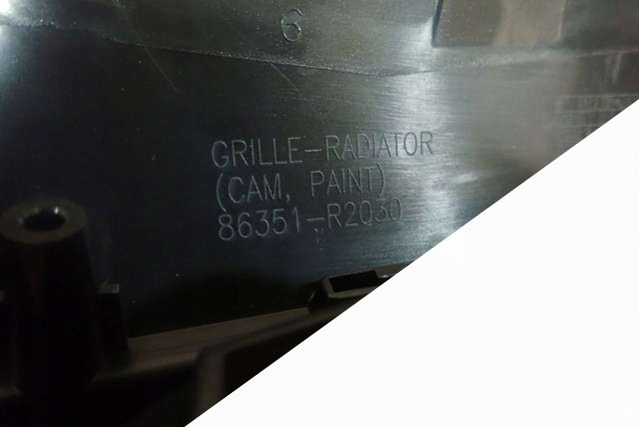 6
GRILLE-RADIATOR
(CAM, PAINT)
86351-R2030